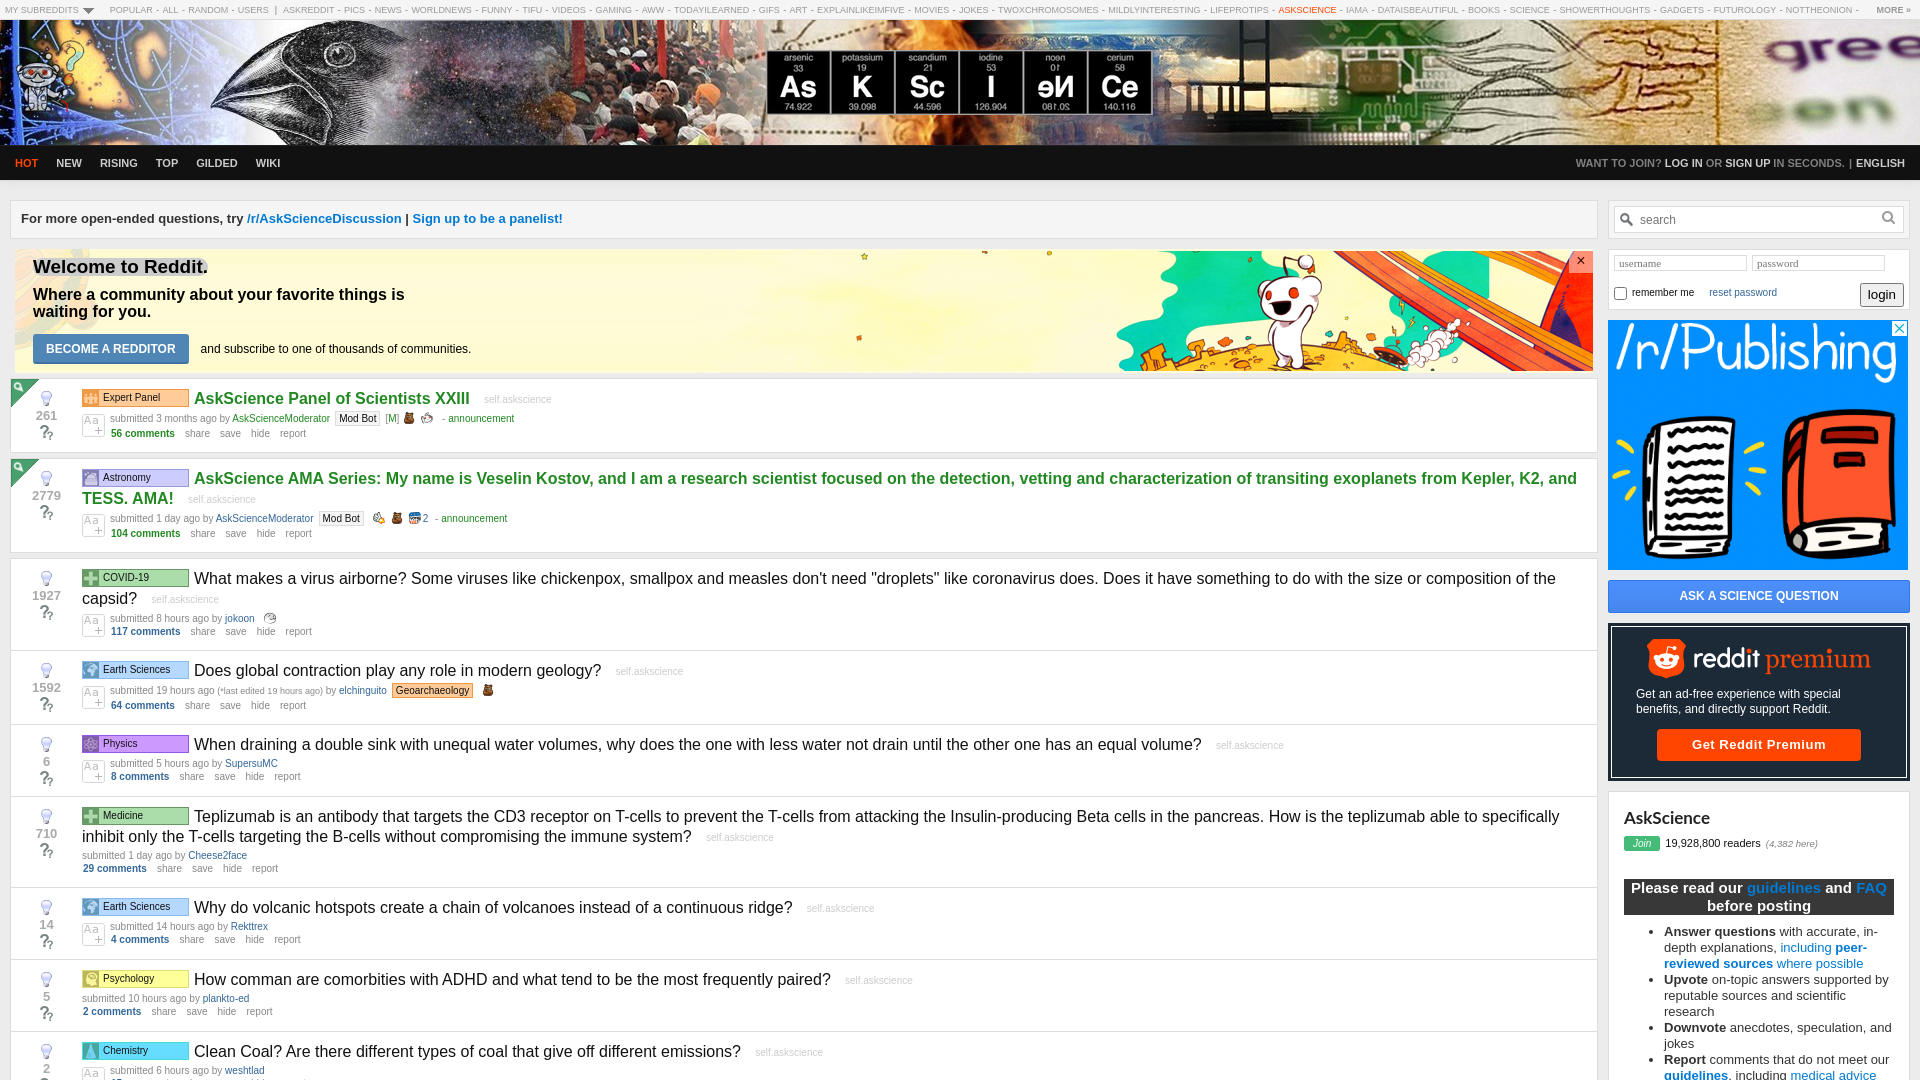 MY SUBREDDITS POPULAR - ALL - RANDOM - USERS | ASKREDDIT - PICS - NEWS - WORLDNEWS - FUNNY - TIFU - VIDEOS - GAMING - AWW - TODAYILEARNED - GIFS - ART - EXPLAINLIKEIMFIVE - MOVIES - JOKES - TWOXCHROMOSOMES - MILDLYINTERESTING - LIFEPROTIPS - ASKSCIENCE - IAMA - DATAISBEAUTIFUL - BOOKS - SCIENCE - SHOWERTHOUGHTS - GADGETS - FUTUROLOGY - NOTTHEONION - MORE »
arsenic potassium scandium iodine neon cerium
33 19 21 53 10 58
As K Sc I Ne Ce
74.922 39.098 44.596 126.904 20.180 140.116
gree
en
HOT NEW RISING TOP GILDED WIKI
WANT TO JOIN? LOG IN OR SIGN UP IN SECONDS. | ENGLISH
For more open-ended questions, try /r/AskScienceDiscussion | Sign up to be a panelist!
Welcome to Reddit.
Where a community about your favorite things is
waiting for you.
BECOME A REDDITOR and subscribe to one of thousands of communities.
×
261
Expert Panel AskScience Panel of Scientists XXIII self.askscience
Aa+ submitted 3 months ago by AskScienceModerator Mod Bot [M] - announcement
56 comments share save hide report
2779
Astronomy AskScience AMA Series: My name is Veselin Kostov, and I am a research scientist focused on the detection, vetting and characterization of transiting exoplanets from Kepler, K2, and
TESS. AMA! self.askscience
Aa+ submitted 1 day ago by AskScienceModerator Mod Bot 2 - announcement
104 comments share save hide report
1927
COVID-19 What makes a virus airborne? Some viruses like chickenpox, smallpox and measles don't need "droplets" like coronavirus does. Does it have something to do with the size or composition of the
capsid? self.askscience
Aa+ submitted 8 hours ago by jokoon
117 comments share save hide report
1592
Earth Sciences Does global contraction play any role in modern geology? self.askscience
Aa+ submitted 19 hours ago (*last edited 19 hours ago) by elchinguito Geoarchaeology
64 comments share save hide report
6
Physics When draining a double sink with unequal water volumes, why does the one with less water not drain until the other one has an equal volume? self.askscience
Aa+ submitted 5 hours ago by SupersuMC
8 comments share save hide report
710
Medicine Teplizumab is an antibody that targets the CD3 receptor on T-cells to prevent the T-cells from attacking the Insulin-producing Beta cells in the pancreas. How is the teplizumab able to specifically
inhibit only the T-cells targeting the B-cells without compromising the immune system? self.askscience
submitted 1 day ago by Cheese2face
29 comments share save hide report
14
Earth Sciences Why do volcanic hotspots create a chain of volcanoes instead of a continuous ridge? self.askscience
Aa+ submitted 14 hours ago by Rekttrex
4 comments share save hide report
5
Psychology How comman are comorbities with ADHD and what tend to be the most frequently paired? self.askscience
submitted 10 hours ago by plankto-ed
2 comments share save hide report
2
Chemistry Clean Coal? Are there different types of coal that give off different emissions? self.askscience
Aa submitted 6 hours ago by weshtlad
search
username password
remember me reset password login
/r/Publishing
ASK A SCIENCE QUESTION
reddit premium
Get an ad-free experience with special
benefits, and directly support Reddit.
Get Reddit Premium
AskScience
Join 19,928,800 readers (4,382 here)
Please read our guidelines and FAQ
before posting
• Answer questions with accurate, in-
depth explanations, including peer-
reviewed sources where possible
• Upvote on-topic answers supported by
reputable sources and scientific
research
• Downvote anecdotes, speculation, and
jokes
• Report comments that do not meet our
guidelines, including medical advice